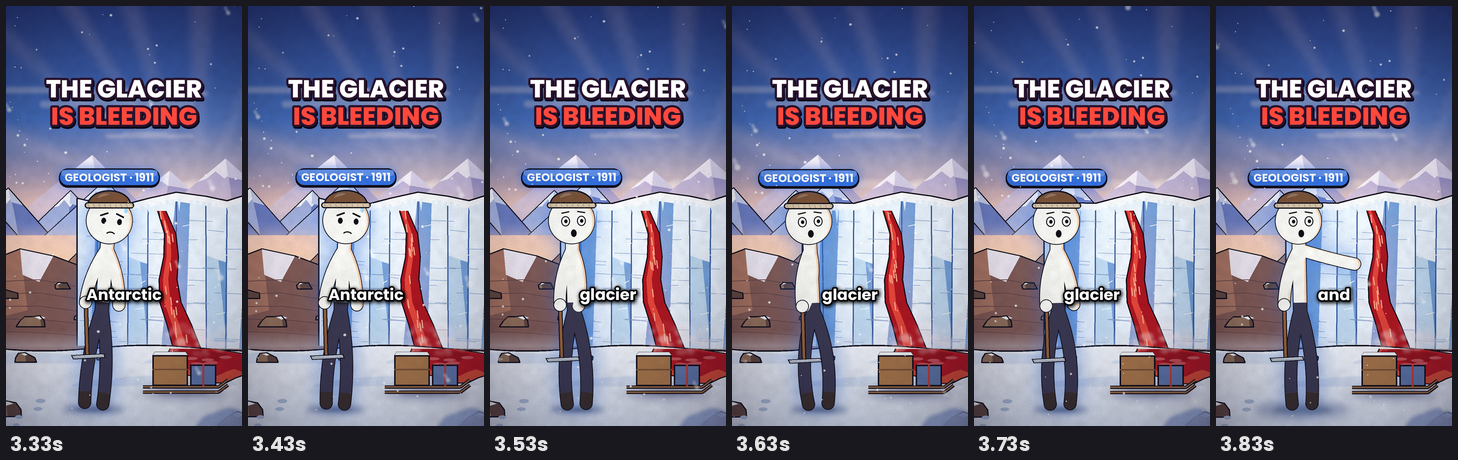 THE GLACIER
IS BLEEDING
GEOLOGIST · 1911
Antarctic
3.33s
THE GLACIER
IS BLEEDING
GEOLOGIST · 1911
Antarctic
3.43s
THE GLACIER
IS BLEEDING
GEOLOGIST · 1911
glacier
3.53s
THE GLACIER
IS BLEEDING
GEOLOGIST · 1911
glacier
3.63s
THE GLACIER
IS BLEEDING
GEOLOGIST · 1911
glacier
3.73s
THE GLACIER
IS BLEEDING
GEOLOGIST · 1911
and
3.83s